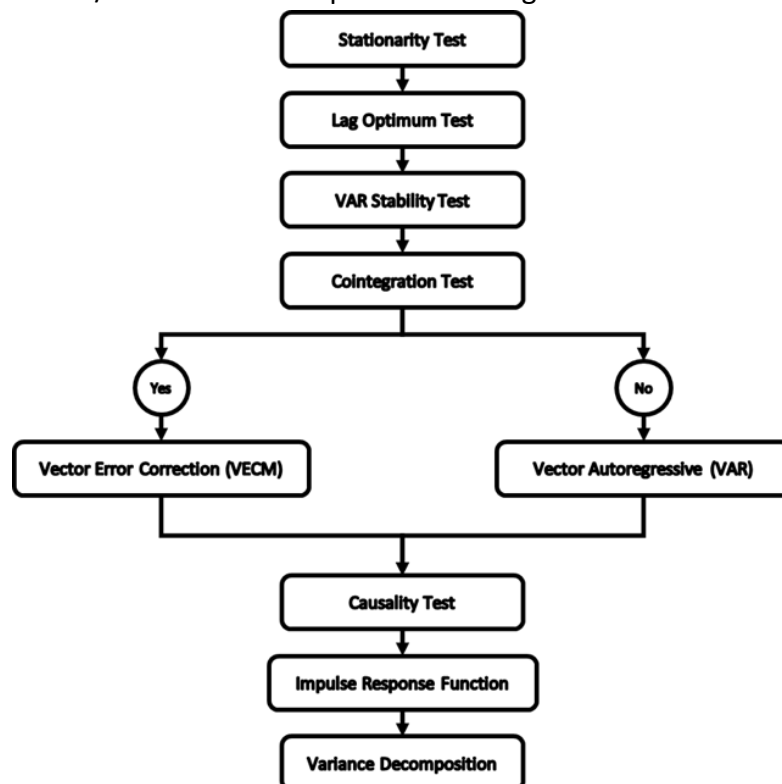 Stationarity Test
Lag Optimum Test
VAR Stability Test
Cointegration Test
Yes
No
Vector Error Correction (VECM)
Vector Autoregressive (VAR)
Causality Test
Impulse Response Function
Variance Decomposition